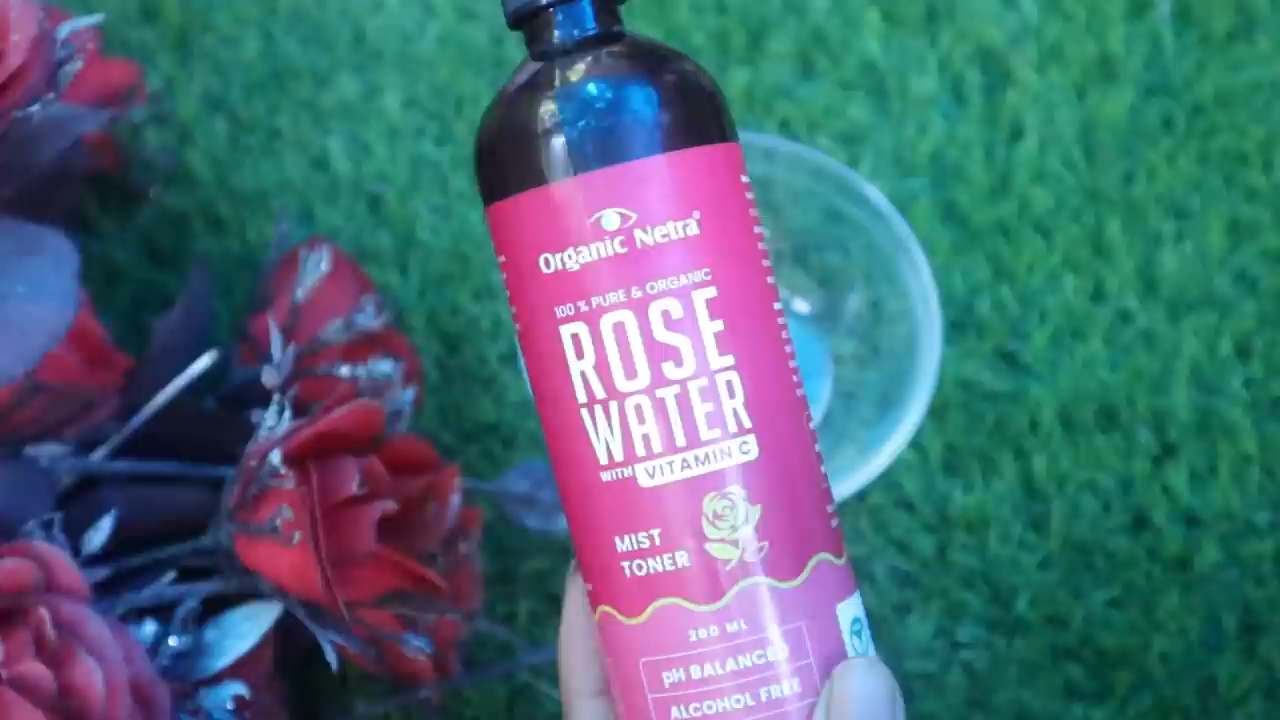 Organic Netra®
100 % PURE & ORGANIC
ROSE
WATER
WITH VITAMIN C
MIST
TONER
200 ML
pH BALANCED
ALCOHOL FREE